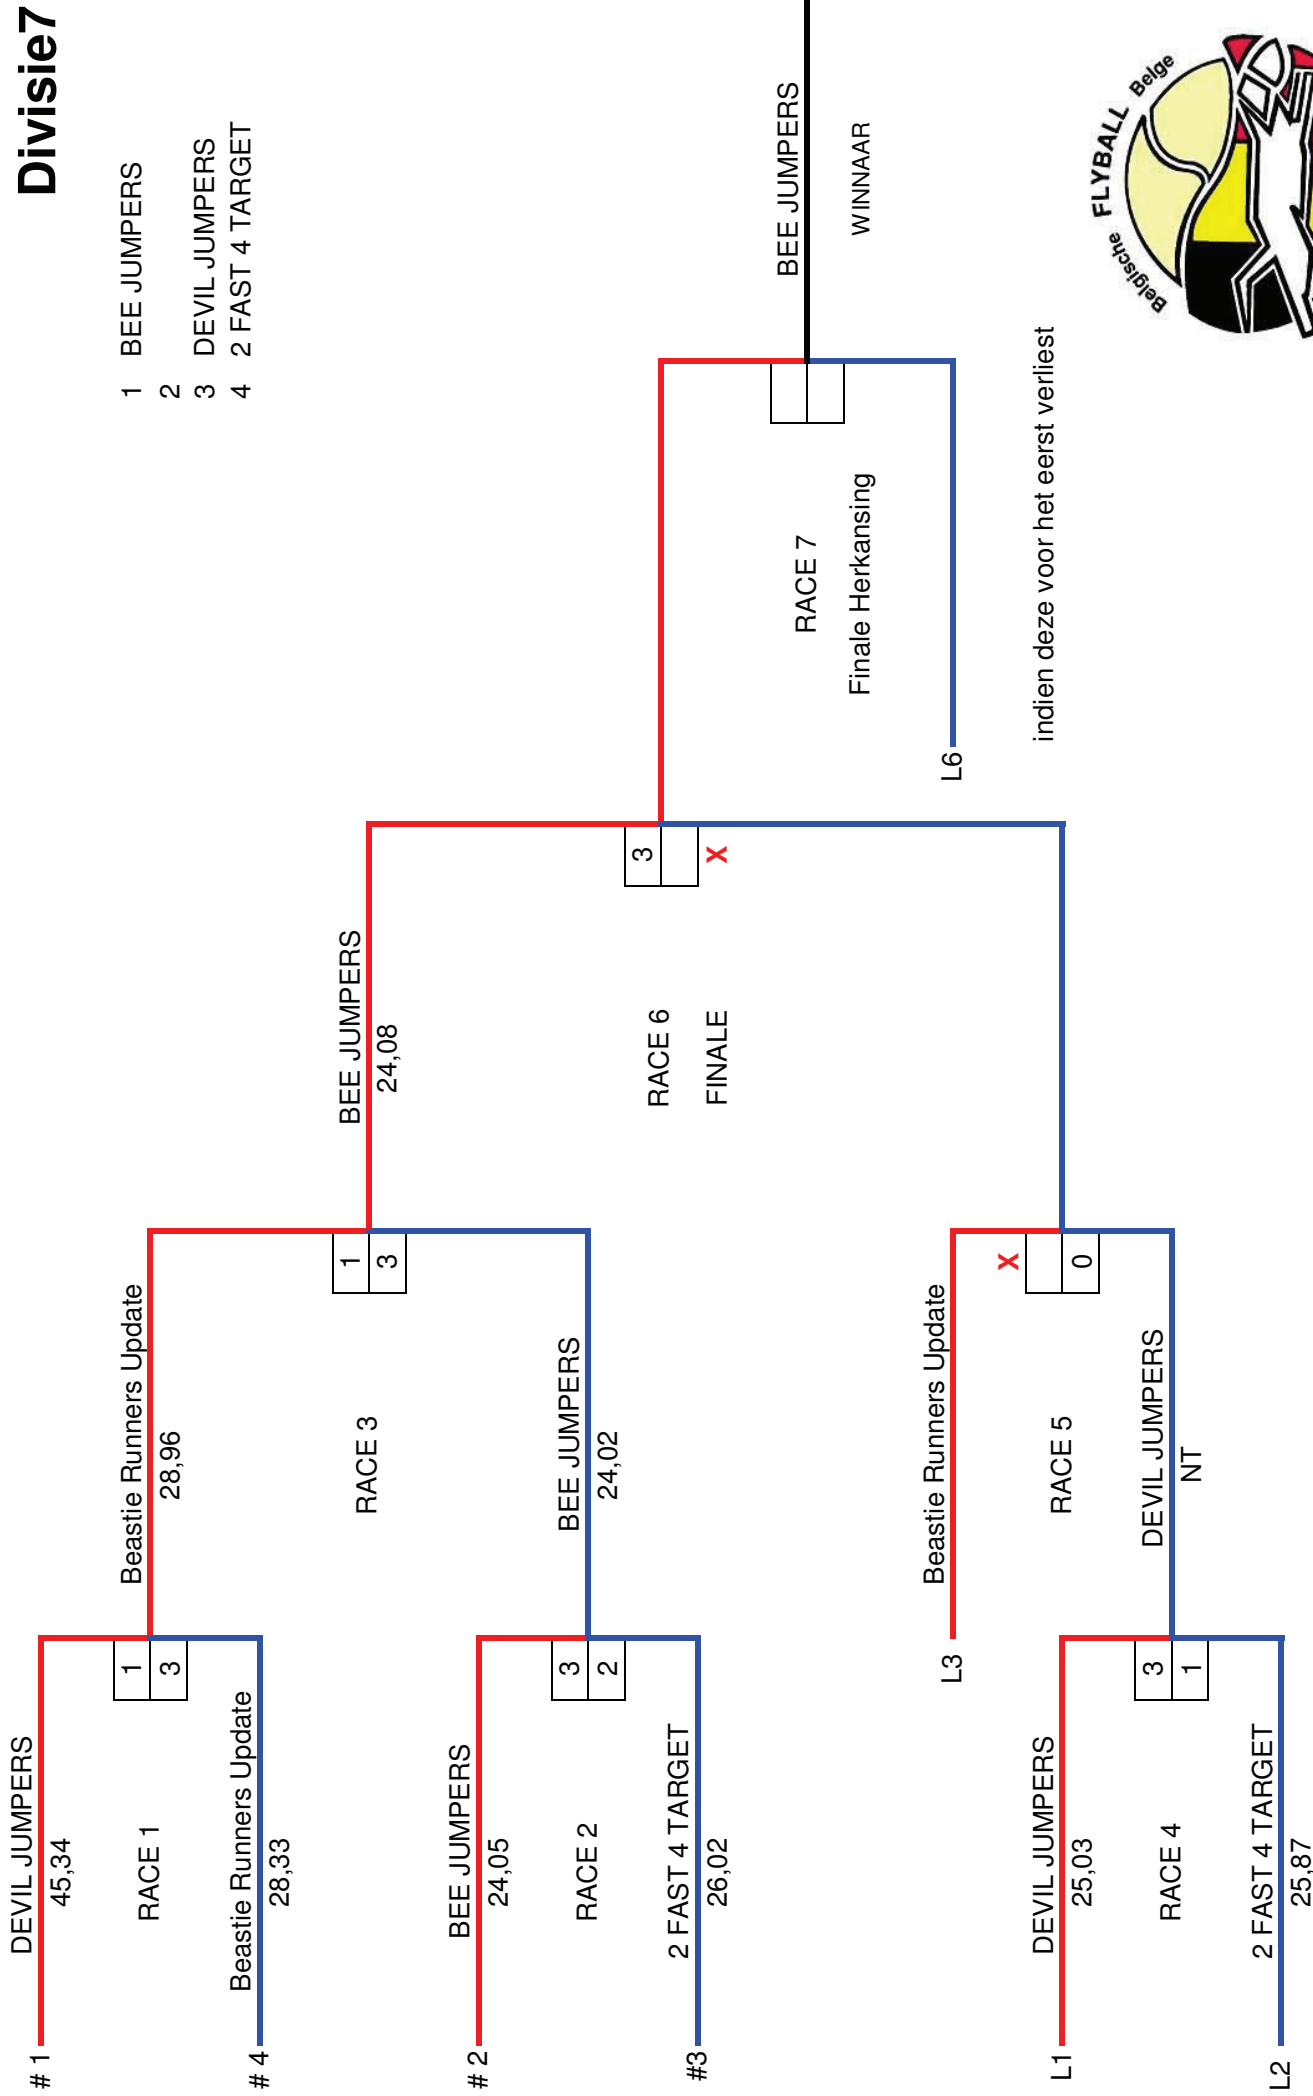 Divisie7
1 BEE JUMPERS
2
3 DEVIL JUMPERS
4 2 FAST 4 TARGET
# 1
DEVIL JUMPERS
45,34
RACE 1
1
3
Beastie Runners Update
# 4
28,33
# 2
BEE JUMPERS
24,05
RACE 2
3
2
2 FAST 4 TARGET
#3
26,02
Beastie Runners Update
28,96
RACE 3
1
3
BEE JUMPERS
24,02
L1
DEVIL JUMPERS
25,03
RACE 4
3
1
2 FAST 4 TARGET
L2
25,87
L3
Beastie Runners Update
X
RACE 5
0
DEVIL JUMPERS
NT
BEE JUMPERS
24,08
RACE 6
FINALE
3
X
RACE 7
Finale Herkansing
L6
indien deze voor het eerst verliest
BEE JUMPERS
WINNAAR
Belgische FLYBALL Belge